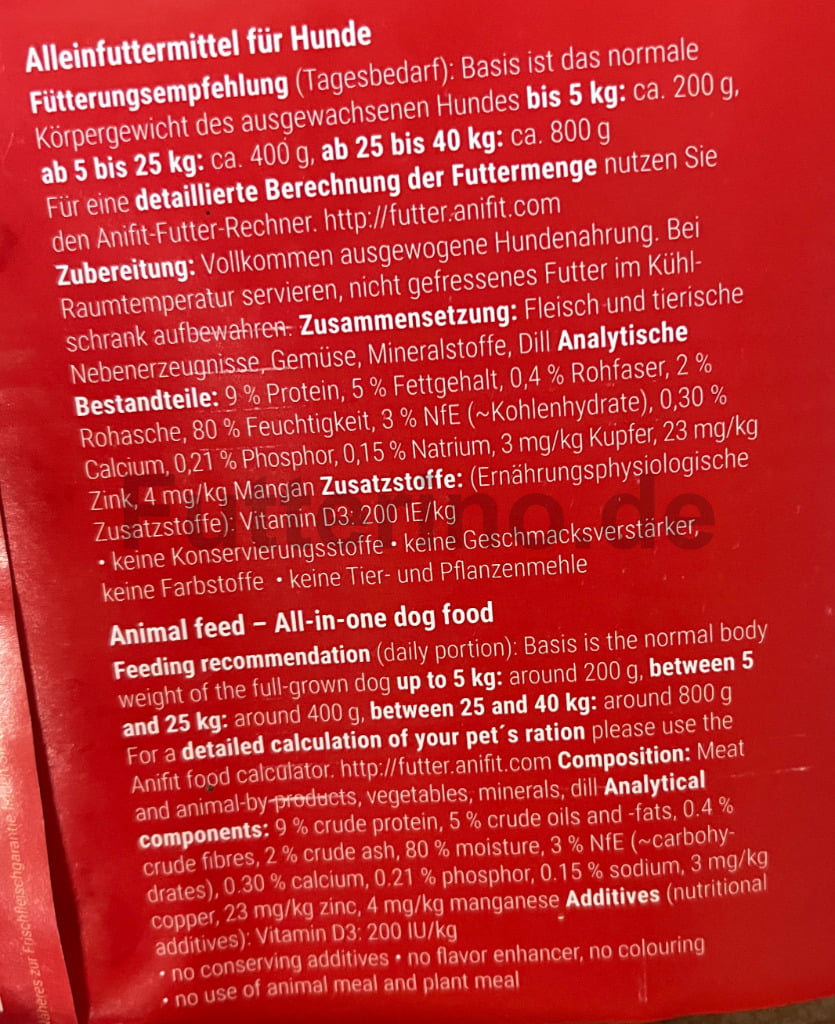 Alleinfuttermittel für Hunde
Fütterungsempfehlung (Tagesbedarf): Basis ist das normale
Körpergewicht des ausgewachsenen Hundes bis 5 kg: ca. 200 g,
ab 5 bis 25 kg: ca. 400 g, ab 25 bis 40 kg: ca. 800 g
Für eine detaillierte Berechnung der Futtermenge nutzen Sie
den Anifit-Futter-Rechner. http://futter.anifit.com
Zubereitung: Vollkommen ausgewogene Hundenahrung. Bei
Raumtemperatur servieren, nicht gefressenes Futter im Kühl-
schrank aufbewahren. Zusammensetzung: Fleisch und tierische
Nebenerzeugnisse, Gemüse, Mineralstoffe, Dill Analytische
Bestandteile: 9 % Protein, 5 % Fettgehalt, 0,4 % Rohfaser, 2 %
Rohasche, 80 % Feuchtigkeit, 3 % NfE (~Kohlenhydrate), 0,30 %
Calcium, 0,21 % Phosphor, 0,15 % Natrium, 3 mg/kg Kupfer, 23 mg/kg
Zink, 4 mg/kg Mangan Zusatzstoffe: (Ernährungsphysiologische
Zusatzstoffe): Vitamin D3: 200 IE/kg
• keine Konservierungsstoffe • keine Geschmacksverstärker,
keine Farbstoffe • keine Tier- und Pflanzenmehle
Futterino.de
Animal feed – All-in-one dog food
Feeding recommendation (daily portion): Basis is the normal body
weight of the full-grown dog up to 5 kg: around 200 g, between 5
and 25 kg: around 400 g, between 25 and 40 kg: around 800 g
For a detailed calculation of your pet´s ration please use the
Anifit food calculator. http://futter.anifit.com Composition: Meat
and animal-by-products, vegetables, minerals, dill Analytical
components: 9 % crude protein, 5 % crude oils and -fats, 0.4 %
crude fibres, 2 % crude ash, 80 % moisture, 3 % NfE (~carbohy-
drates), 0.30 % calcium, 0.21 % phosphor, 0.15 % sodium, 3 mg/kg
copper, 23 mg/kg zinc, 4 mg/kg manganese Additives (nutritional
additives): Vitamin D3: 200 IU/kg
• no conserving additives • no flavor enhancer, no colouring
• no use of animal meal and plant meal
Näheres zur Frischfleischgarantie